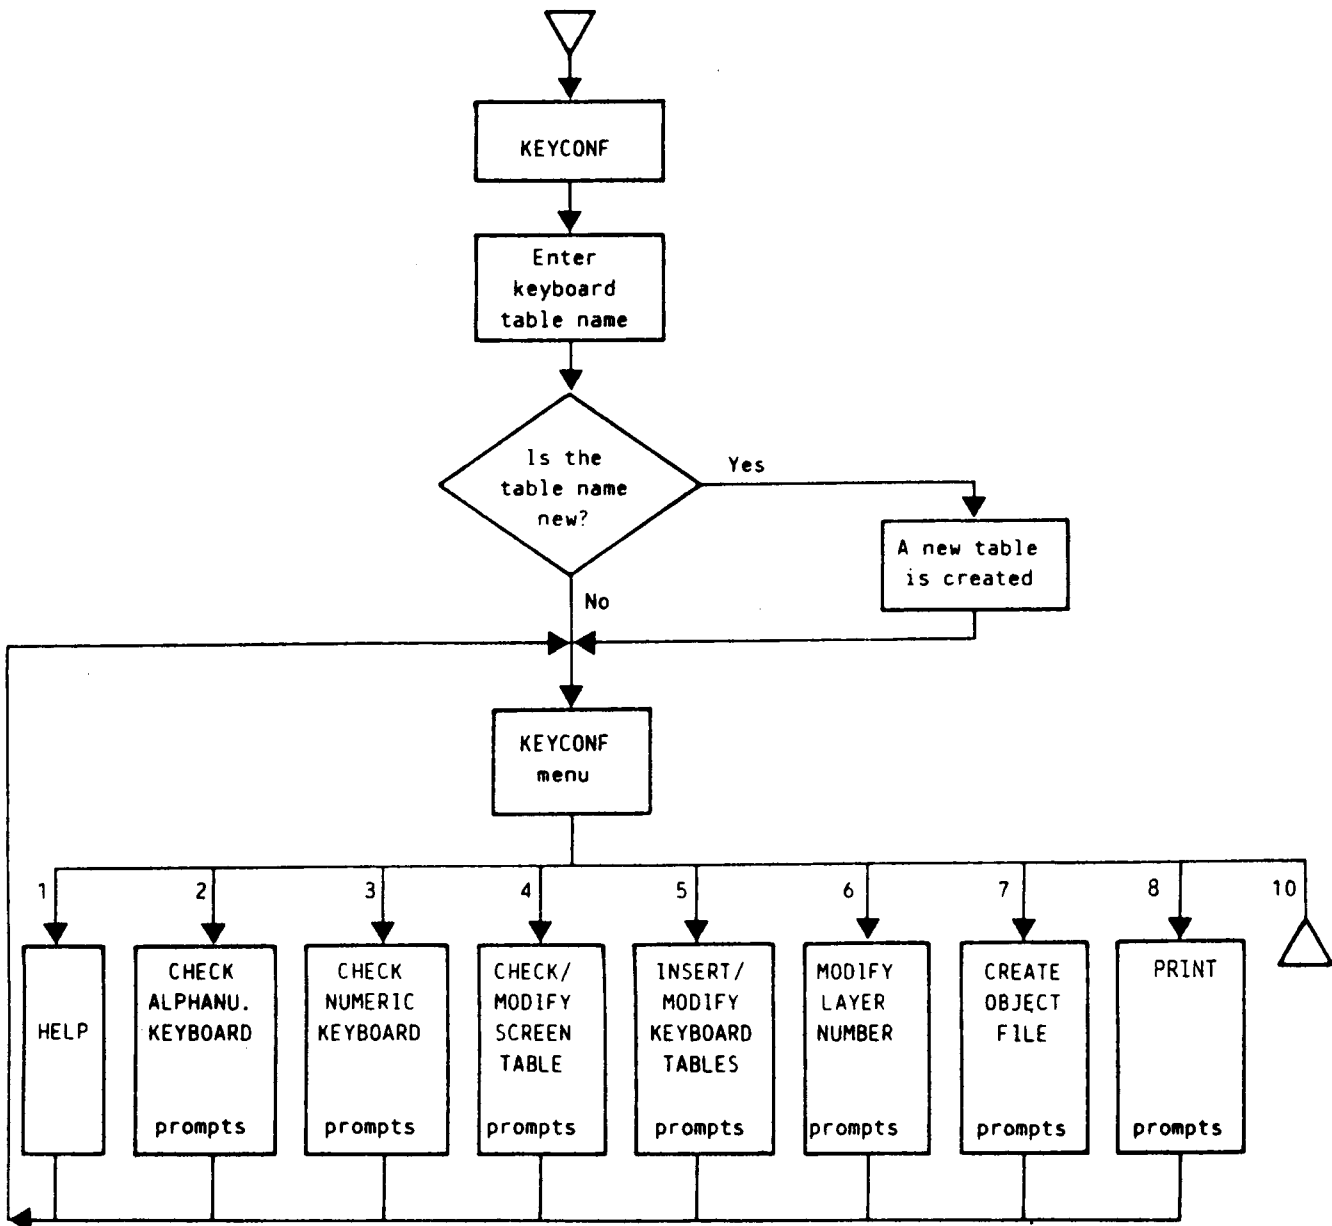 KEYCONF
Enter
keyboard
table name
Is the
table name
new?
Yes
A new table
is created
No
KEYCONF
menu
1
2
3
4
5
6
7
8
10
HELP
CHECK
ALPHANU.
KEYBOARD
prompts
CHECK
NUMERIC
KEYBOARD
prompts
CHECK/
MODIFY
SCREEN
TABLE
prompts
INSERT/
MODIFY
KEYBOARD
TABLES
prompts
MODIFY
LAYER
NUMBER
prompts
CREATE
OBJECT
FILE
prompts
PRINT
prompts